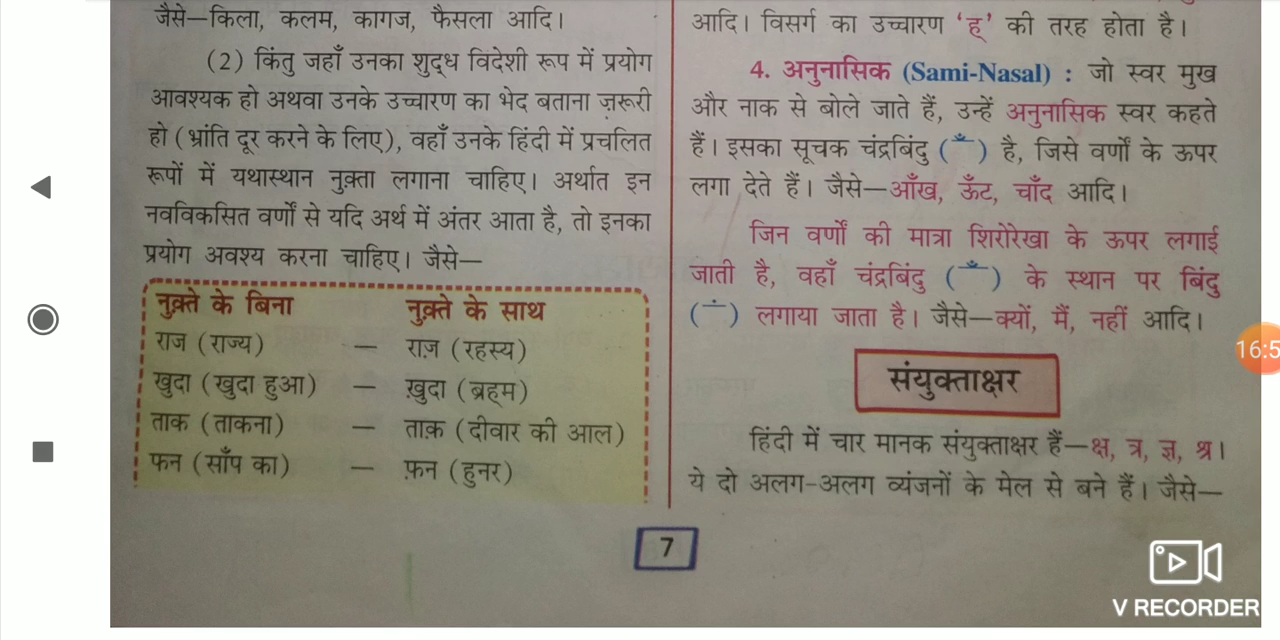 जैसे—किला, कलम, कागज, फैसला आदि।
(2) किंतु जहाँ उनका शुद्ध विदेशी रूप में प्रयोग
आवश्यक हो अथवा उनके उच्चारण का भेद बताना ज़रूरी
हो (भ्रांति दूर करने के लिए), वहाँ उनके हिंदी में प्रचलित
रूपों में यथास्थान नुक़्ता लगाना चाहिए। अर्थात इन
नवविकसित वर्णों से यदि अर्थ में अंतर आता है, तो इनका
प्रयोग अवश्य करना चाहिए। जैसे—
नुक़्ते के बिना नुक़्ते के साथ
राज (राज्य) — राज़ (रहस्य)
खुदा (खुदा हुआ) — ख़ुदा (ब्रह्म)
ताक (ताकना) — ताक़ (दीवार की आल)
फन (साँप का) — फ़न (हुनर)
आदि। विसर्ग का उच्चारण ‘ह्’ की तरह होता है।
4. अनुनासिक (Sami-Nasal) : जो स्वर मुख
और नाक से बोले जाते हैं, उन्हें अनुनासिक स्वर कहते
हैं। इसका सूचक चंद्रबिंदु (ँ) है, जिसे वर्णों के ऊपर
लगा देते हैं। जैसे—आँख, ऊँट, चाँद आदि।
जिन वर्णों की मात्रा शिरोरेखा के ऊपर लगाई
जाती है, वहाँ चंद्रबिंदु (ँ) के स्थान पर बिंदु
(ं) लगाया जाता है। जैसे—क्यों, मैं, नहीं आदि।
संयुक्ताक्षर
हिंदी में चार मानक संयुक्ताक्षर हैं—क्ष, त्र, ज्ञ, श्र।
ये दो अलग-अलग व्यंजनों के मेल से बने हैं। जैसे—
7
16:5
V RECORDER